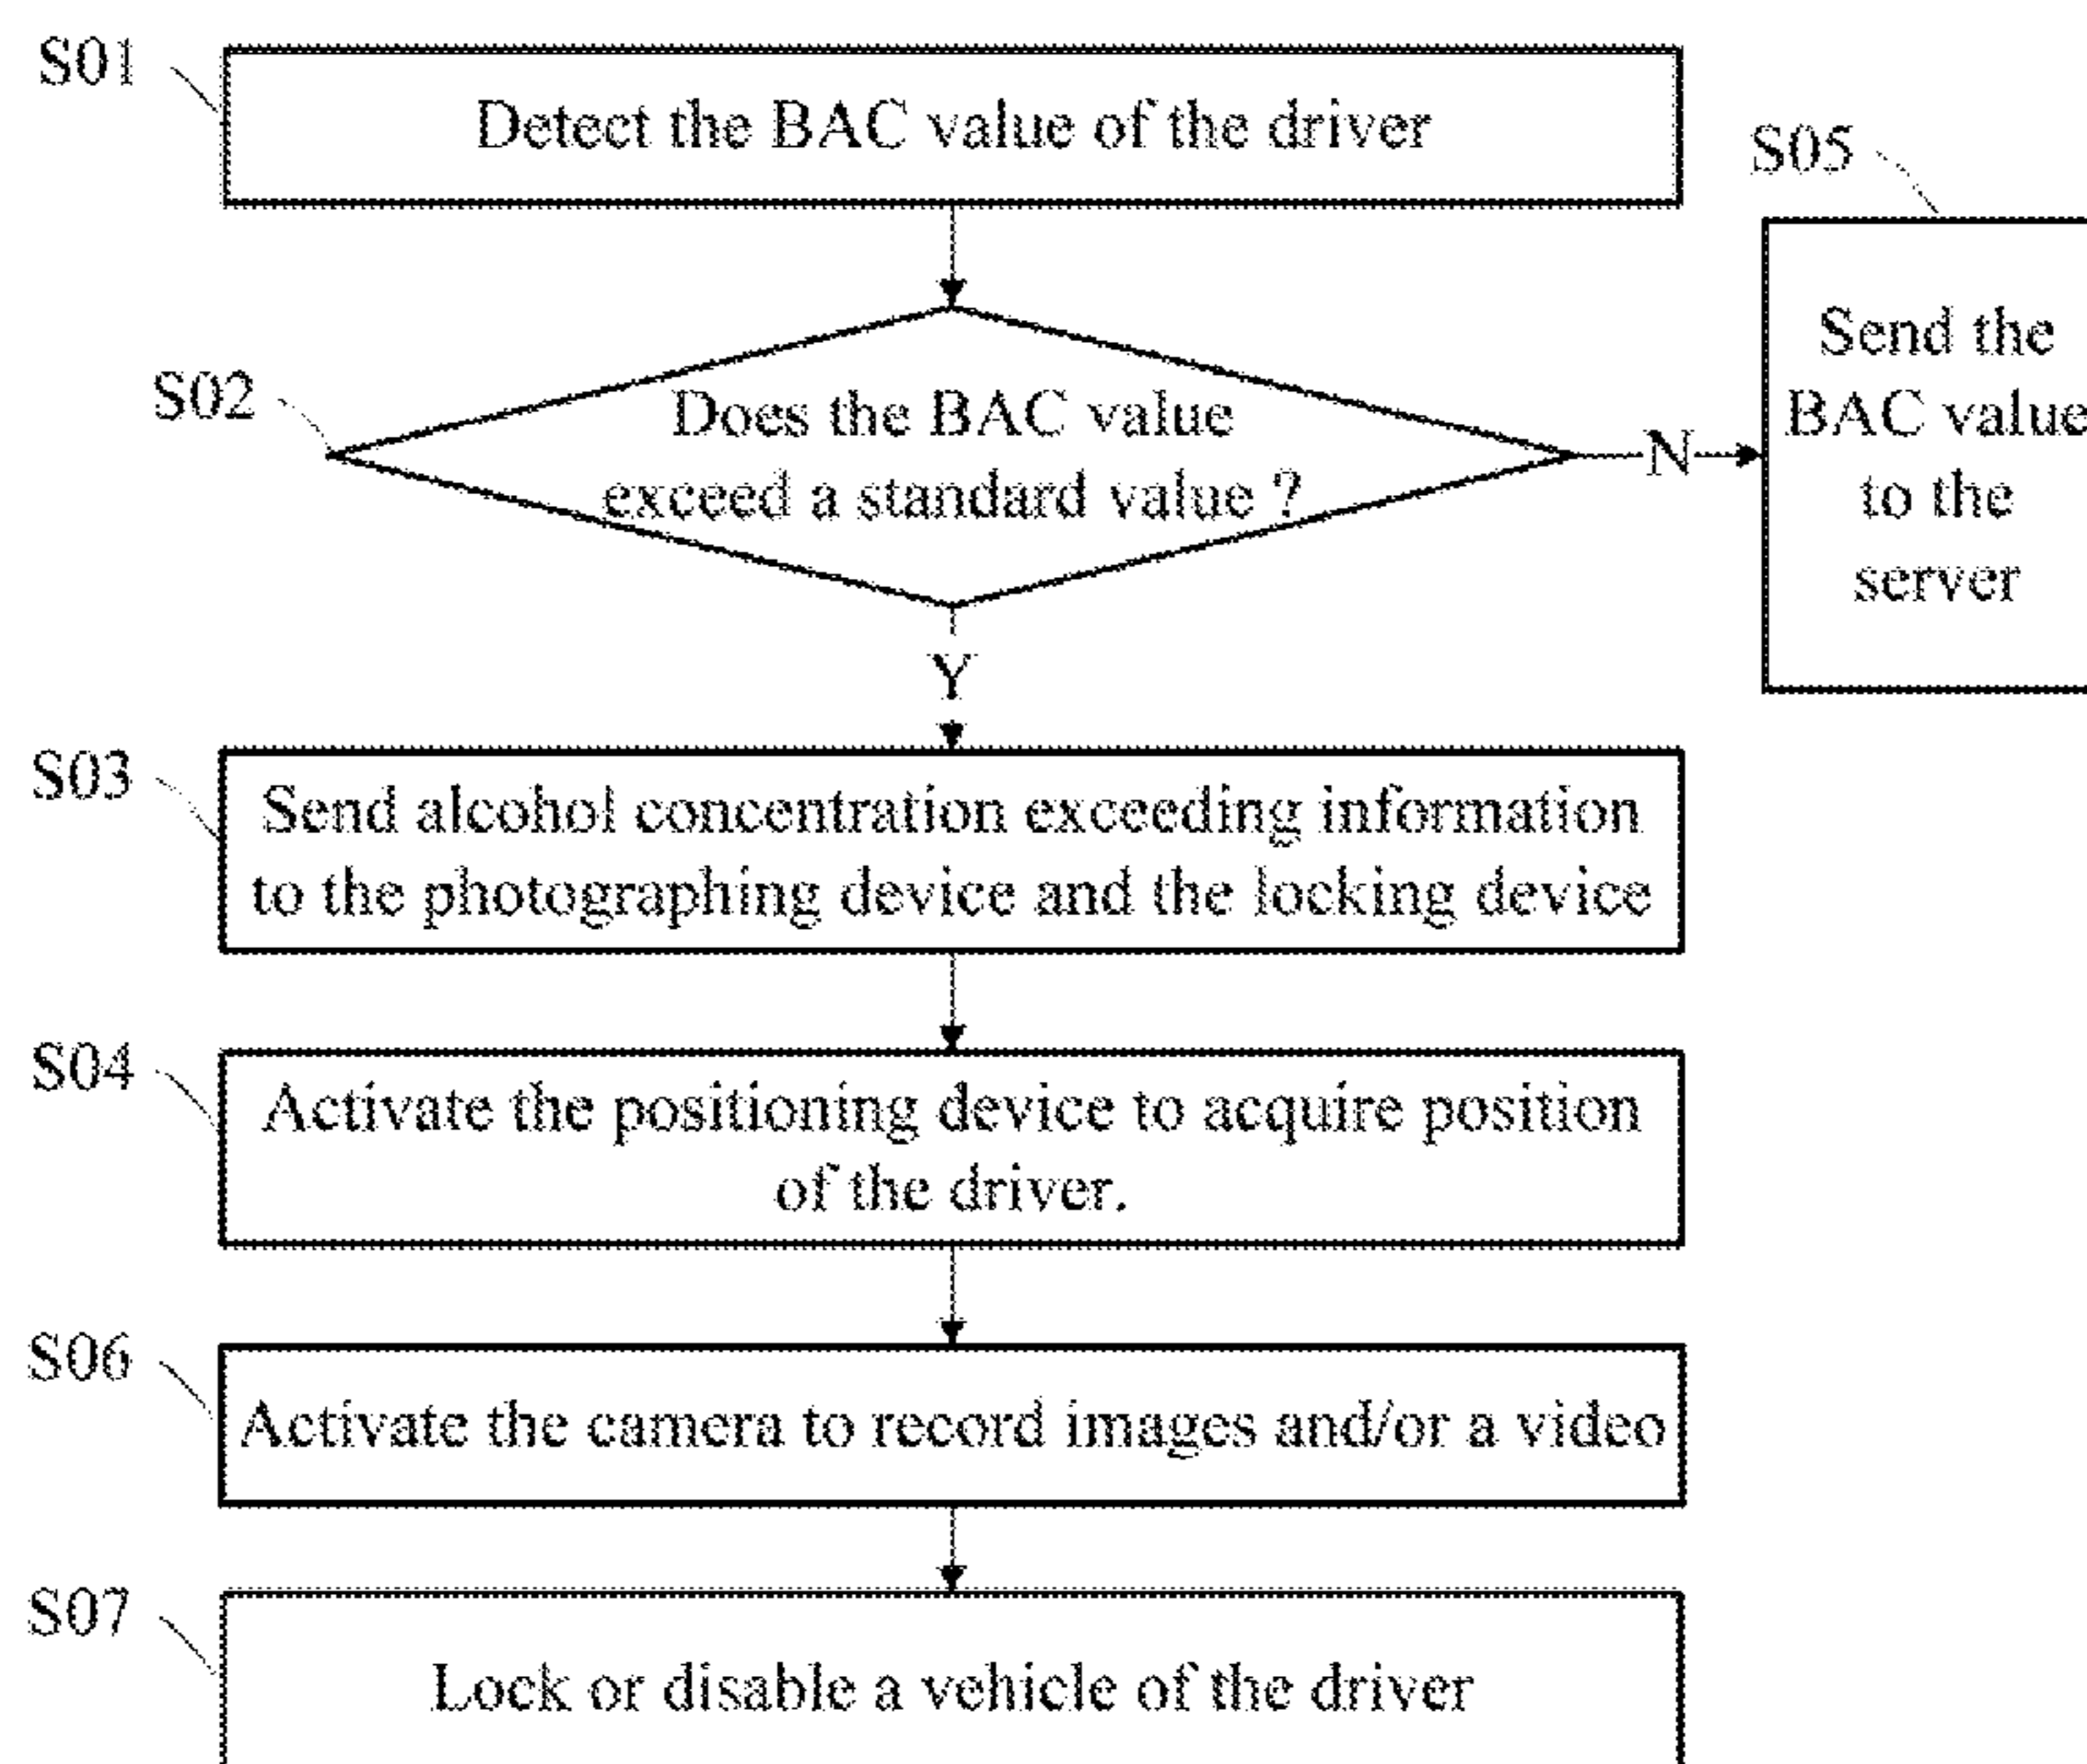 S01
Detect the BAC value of the driver
S05
Send the
BAC value
to the
server
S02
Does the BAC value
exceed a standard value ?
N
Y
S03
Send alcohol concentration exceeding information
to the photographing device and the locking device
S04
Activate the positioning device to acquire position
of the driver.
S06
Activate the camera to record images and/or a video
S07
Lock or disable a vehicle of the driver